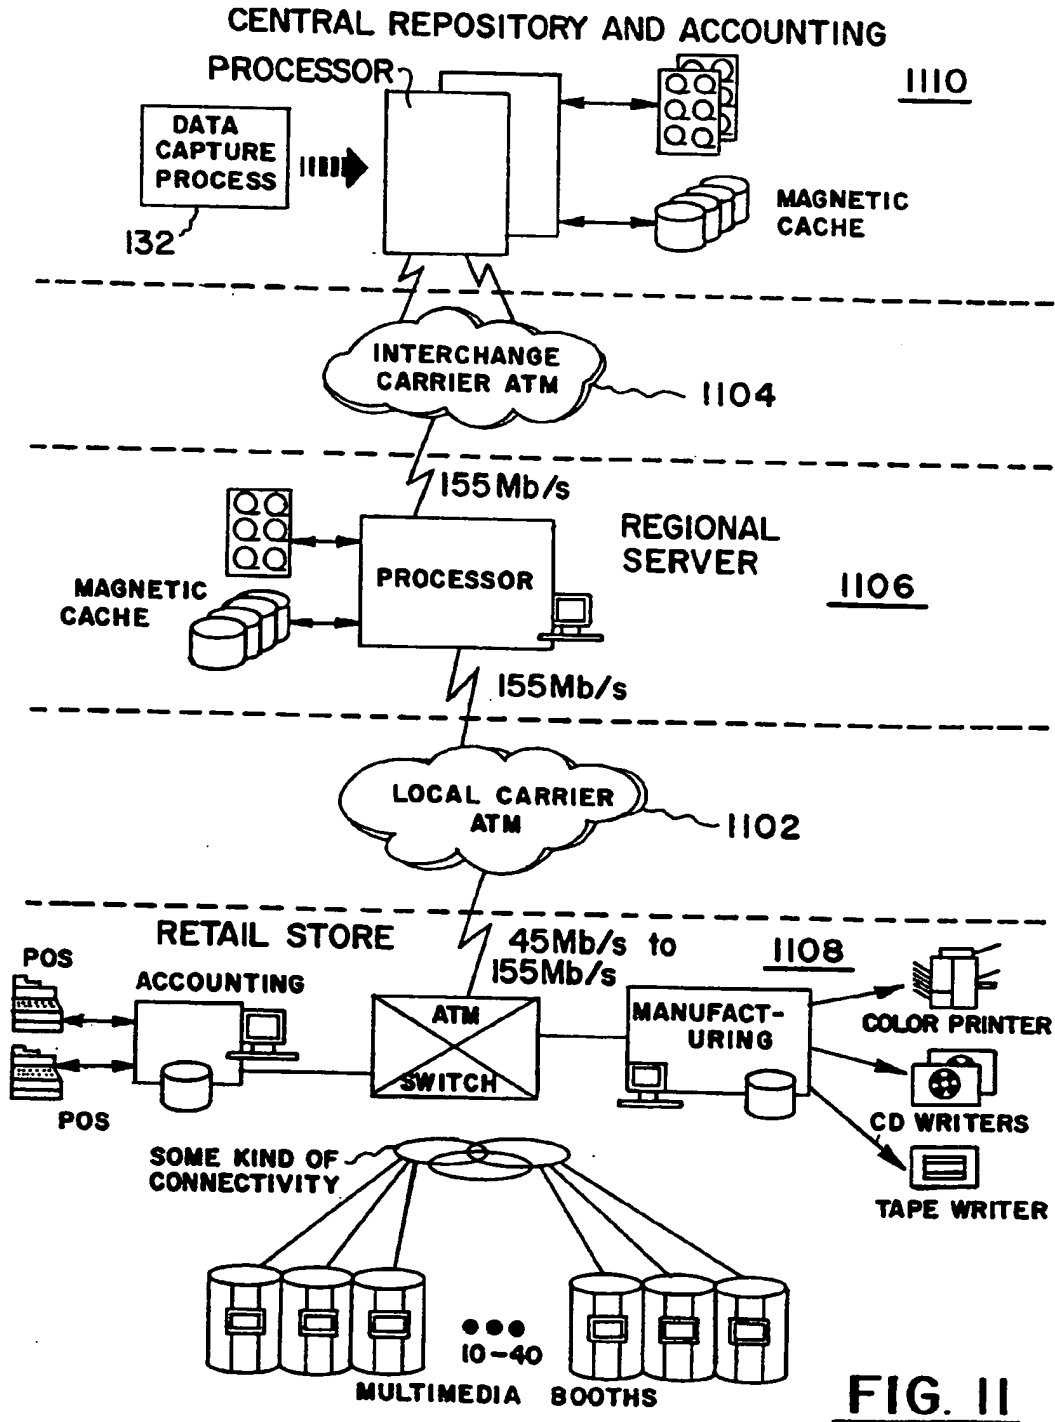 CENTRAL REPOSITORY AND ACCOUNTING
PROCESSOR
1110
DATA
CAPTURE
PROCESS
132
MAGNETIC
CACHE
INTERCHANGE
CARRIER ATM
1104
155Mb/s
REGIONAL
SERVER
1106
PROCESSOR
MAGNETIC
CACHE
155Mb/s
LOCAL CARRIER
ATM
1102
RETAIL STORE
45Mb/s to
155Mb/s
1108
POS
ACCOUNTING
POS
ATM
SWITCH
MANUFACT-
URING
COLOR PRINTER
CD WRITERS
TAPE WRITER
SOME KIND OF
CONNECTIVITY
10-40
MULTIMEDIA BOOTHS
FIG. 11